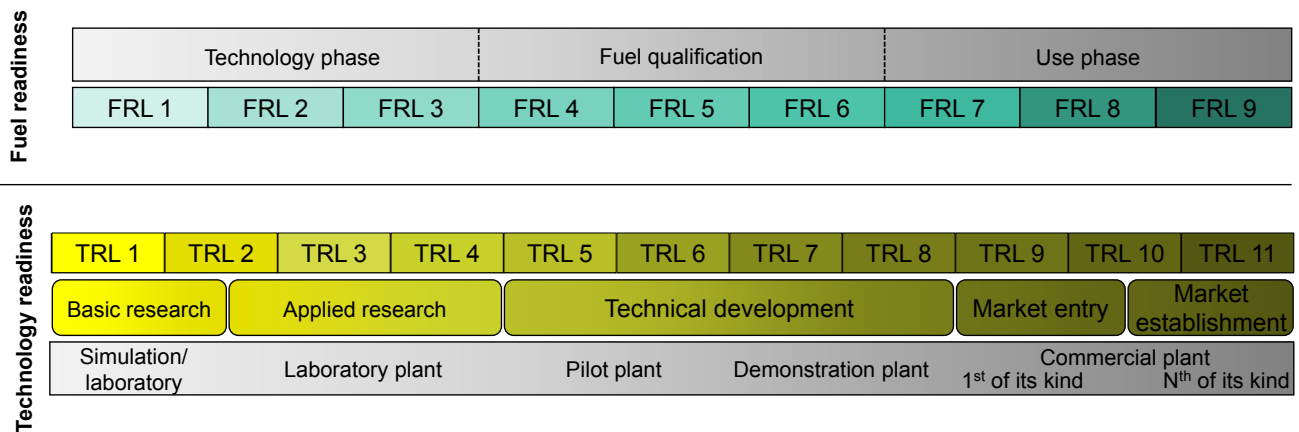 Fuel readiness
Technology phase Fuel qualification Use phase
FRL 1 FRL 2 FRL 3 FRL 4 FRL 5 FRL 6 FRL 7 FRL 8 FRL 9
Technology readiness
TRL 1 TRL 2 TRL 3 TRL 4 TRL 5 TRL 6 TRL 7 TRL 8 TRL 9 TRL 10 TRL 11
Basic research Applied research Technical development Market entry Market
establishment
Simulation/
laboratory Laboratory plant Pilot plant Demonstration plant Commercial plant
1st of its kind Nth of its kind